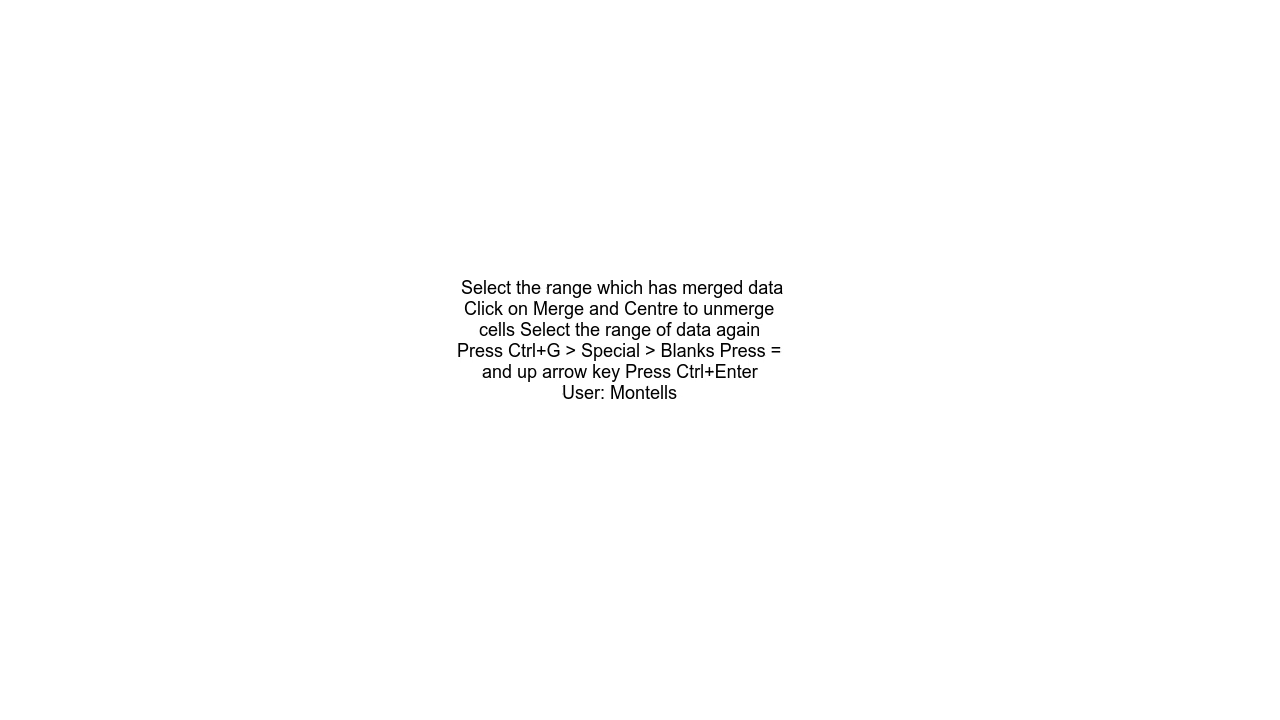 Select the range which has merged data
Click on Merge and Centre to unmerge
cells Select the range of data again
Press Ctrl+G > Special > Blanks Press =
and up arrow key Press Ctrl+Enter
User: Montells